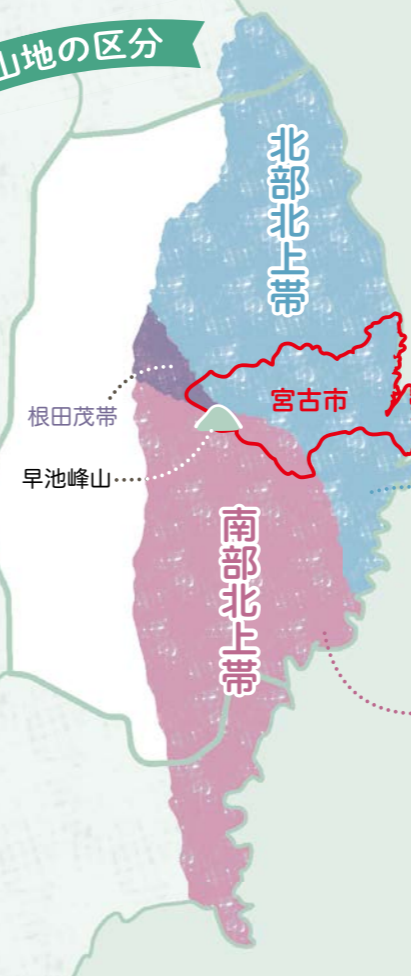 山地の区分
北部北上帯
宮古市
根田茂帯
早池峰山
南部北上帯